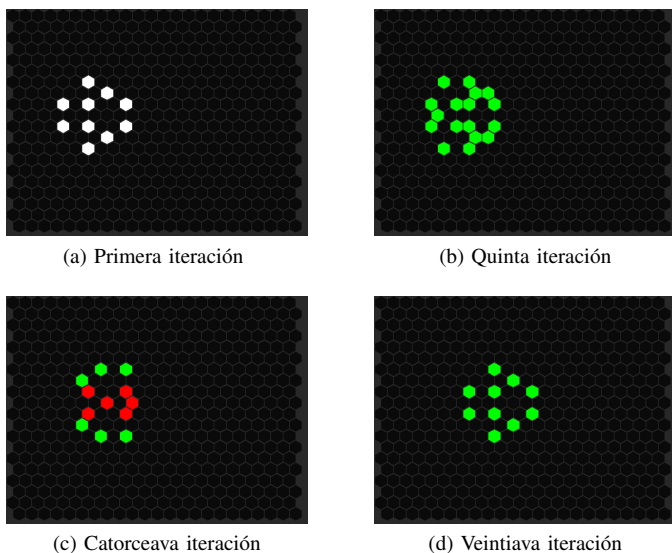 (a) Primera iteración
(b) Quinta iteración
(c) Catorceava iteración
(d) Veintiava iteración